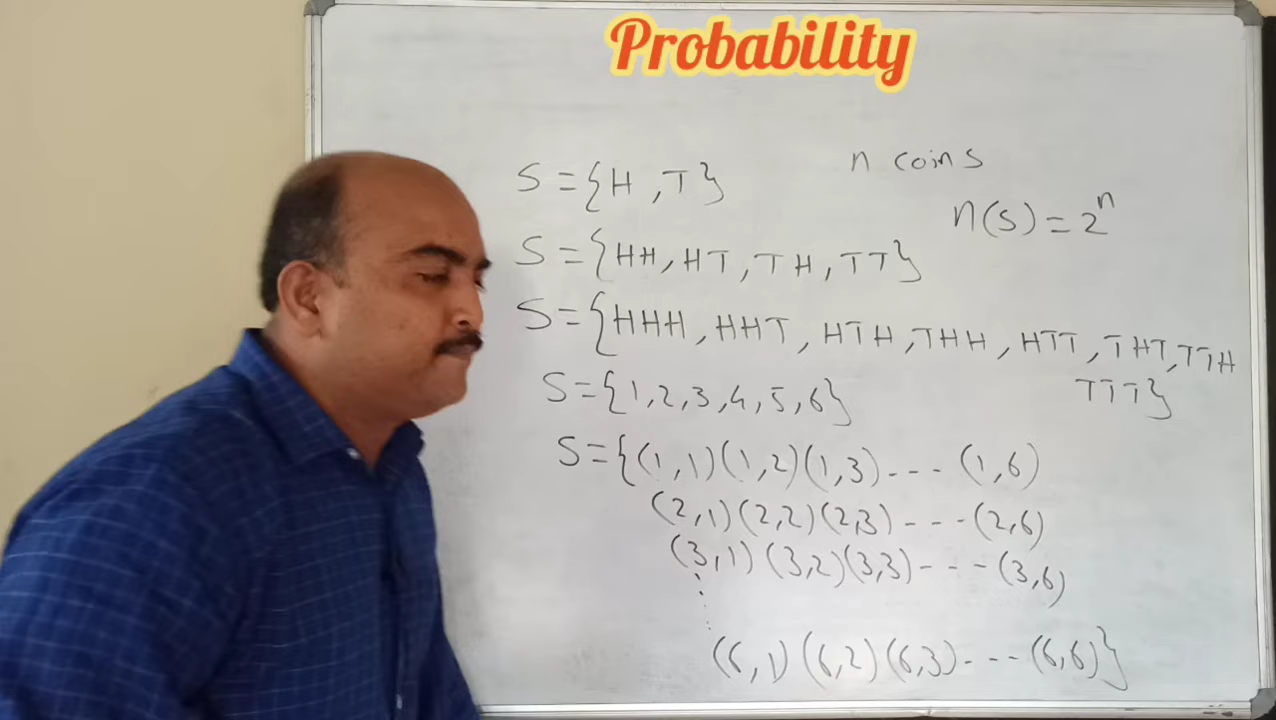 Probability
n coins
S={H,T}
n(s)=2ⁿ
S={HH,HT,TH,TT}
S={HHH,HHT,HTH,THH,HTT,THT,TTH
TTT}
S={1,2,3,4,5,6}
S={(1,1)(1,2)(1,3)----(1,6)
(2,1)(2,2)(2,3)----(2,6)
(3,1)(3,2)(3,3)----(3,6)
(6,1)(6,2)(6,3)----(6,6)}